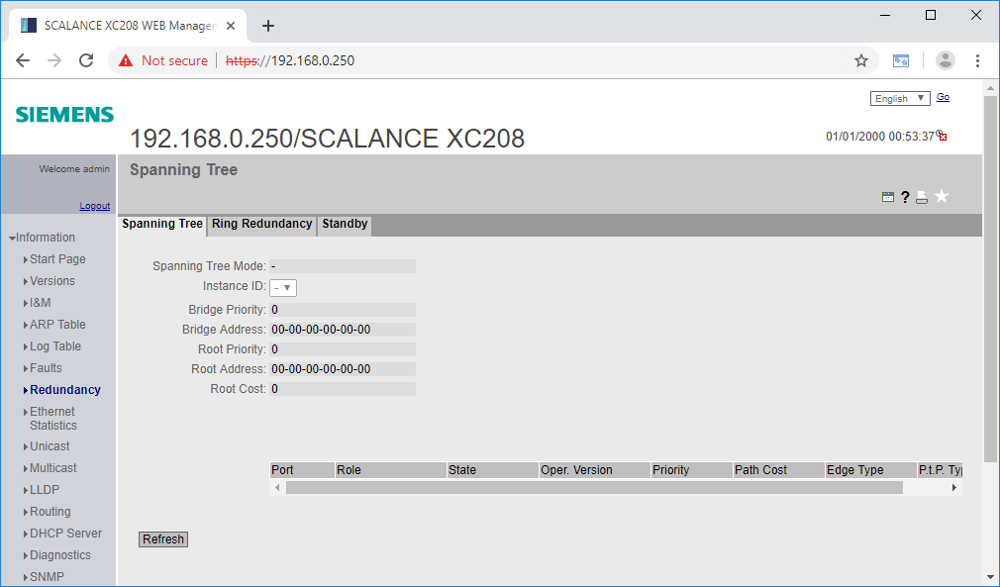 SCALANCE XC208 WEB Managem
Not secure
https://192.168.0.250
English
Go
SIEMENS
192.168.0.250/SCALANCE XC208
01/01/2000 00:53:37
Welcome admin
Logout
Spanning Tree
?
Spanning Tree
Ring Redundancy
Standby
Information
Start Page
Versions
I&M
ARP Table
Log Table
Faults
Redundancy
Ethernet
Statistics
Unicast
Multicast
LLDP
Routing
DHCP Server
Diagnostics
SNMP
Spanning Tree Mode: -
Instance ID: -
Bridge Priority: 0
Bridge Address: 00-00-00-00-00-00
Root Priority: 0
Root Address: 00-00-00-00-00-00
Root Cost: 0
Port Role State Oper. Version Priority Path Cost Edge Type P.t.P. Ty
Refresh